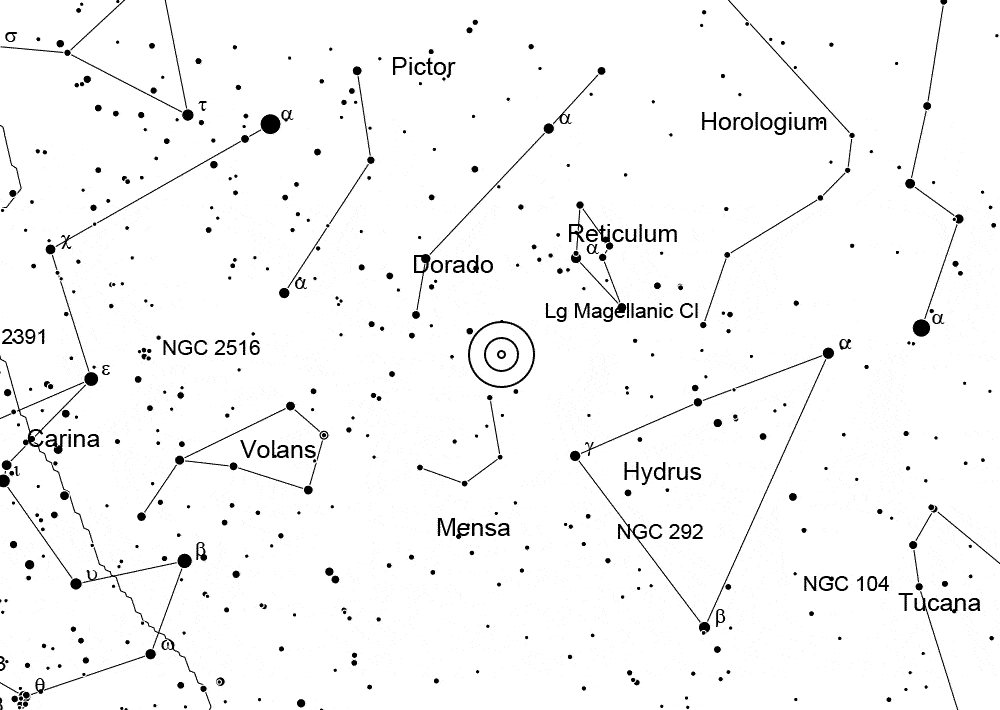 σ
Pictor
τ
α
α
Horologium
χ
Reticulum
α
Dorado
α
Lg Magellanic Cl
α
2391
NGC 2516
α
ε
Carina
Volans
γ
Hydrus
ι
Mensa
NGC 292
β
υ
NGC 104
Tucana
β
ω
θ